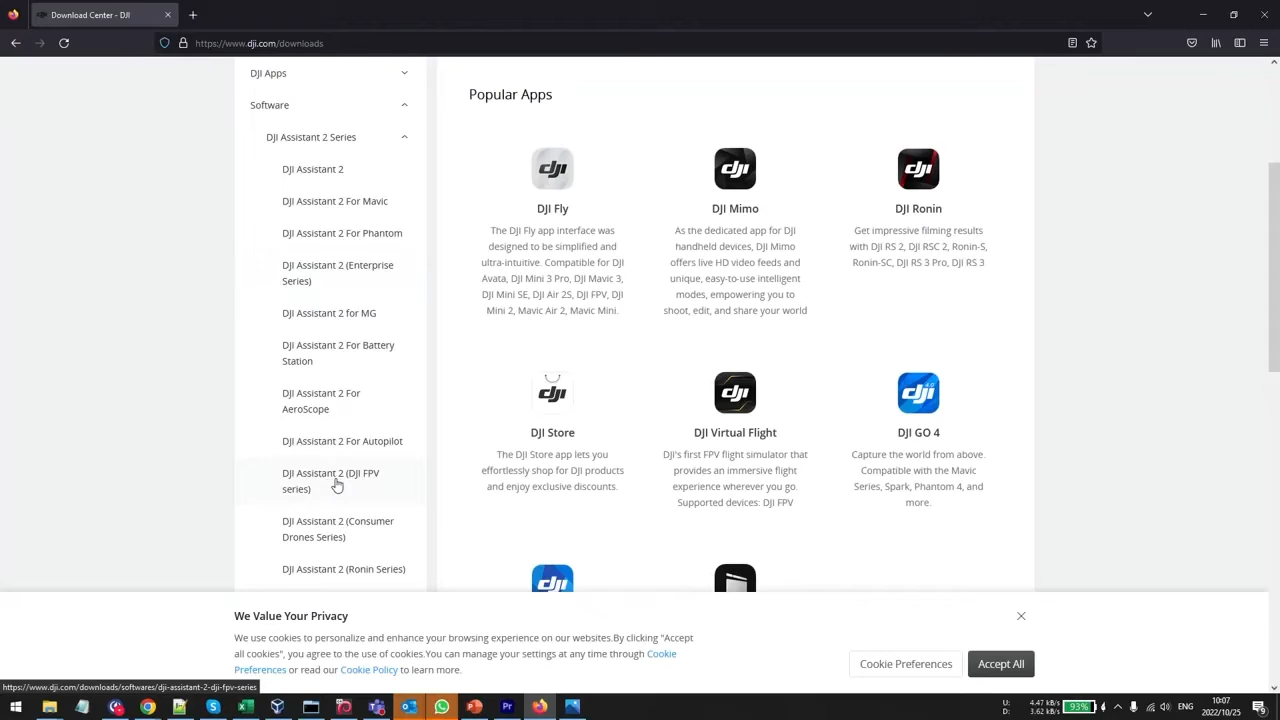 Download Center - DJI
https://www.dji.com/downloads
DJI Apps
Software
DJI Assistant 2 Series
DJI Assistant 2
DJI Assistant 2 For Mavic
DJI Assistant 2 For Phantom
DJI Assistant 2 (Enterprise
Series)
DJI Assistant 2 for MG
DJI Assistant 2 For Battery
Station
DJI Assistant 2 For
AeroScope
DJI Assistant 2 For Autopilot
DJI Assistant 2 (DJI FPV
series)
DJI Assistant 2 (Consumer
Drones Series)
DJI Assistant 2 (Ronin Series)
Popular Apps
dji
DJI Fly
The DJI Fly app interface was
designed to be simplified and
ultra-intuitive. Compatible for DJI
Avata, DJI Mini 3 Pro, DJI Mavic 3,
DJI Mini SE, DJI Air 2S, DJI FPV, DJI
Mini 2, Mavic Air 2, Mavic Mini.
dji
DJI Mimo
As the dedicated app for DJI
handheld devices, DJI Mimo
offers live HD video feeds and
unique, easy-to-use intelligent
modes, empowering you to
shoot, edit, and share your world
dji
DJI Ronin
Get impressive filming results
with DJI RS 2, DJI RSC 2, Ronin-S,
Ronin-SC, DJI RS 3 Pro, DJI RS 3
dji
DJI Store
The DJI Store app lets you
effortlessly shop for DJI products
and enjoy exclusive discounts.
dji
DJI Virtual Flight
DJI's first FPV flight simulator that
provides an immersive flight
experience wherever you go.
Supported devices: DJI FPV
dji
DJI GO 4
Capture the world from above.
Compatible with the Mavic
Series, Spark, Phantom 4, and
more.
dji
We Value Your Privacy
We use cookies to personalize and enhance your browsing experience on our websites.By clicking "Accept
all cookies", you agree to the use of cookies.You can manage your settings at any time through Cookie
Preferences or read our Cookie Policy to learn more.
Cookie Preferences
Accept All
https://www.dji.com/downloads/softwares/dji-assistant-2-dji-fpv-series
U: 4.47 kB/s
D: 3.62 kB/s
93%
ENG
10:07
2022/10/25